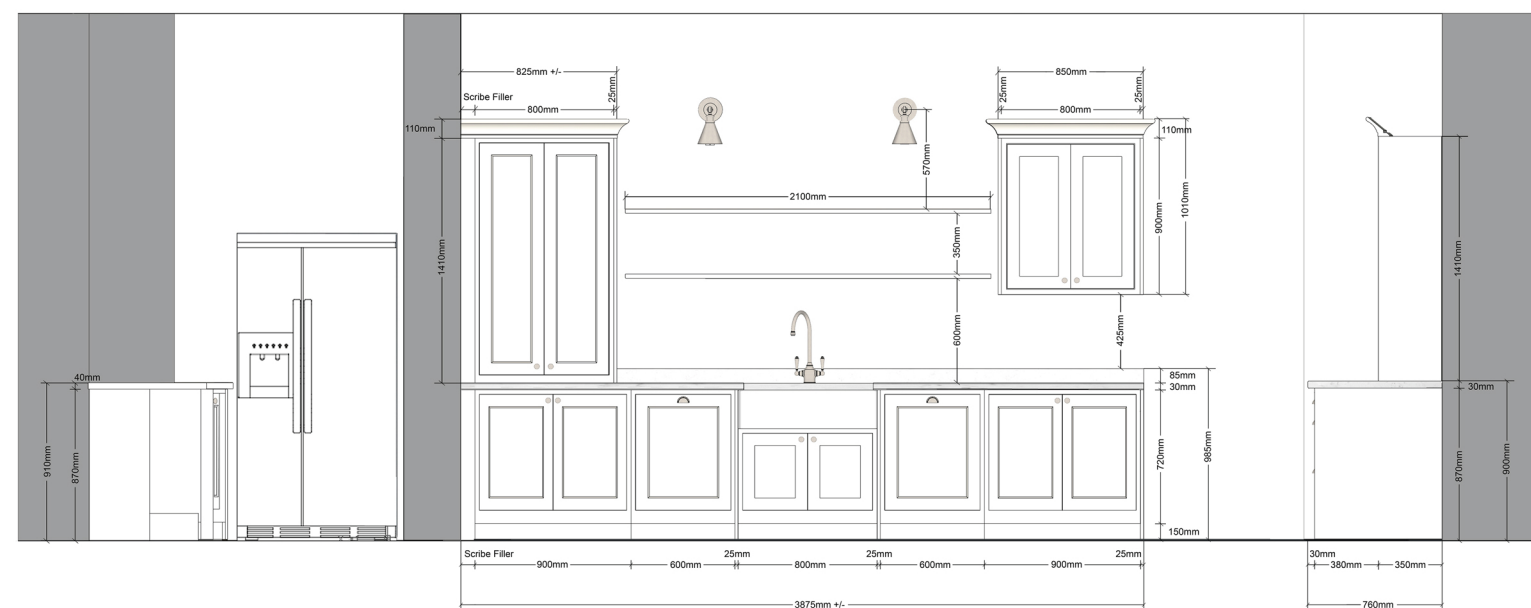 825mm +/-
850mm
Scribe Filler
800mm
25mm
25mm
800mm
25mm
110mm
110mm
570mm
2100mm
900mm
1010mm
350mm
1410mm
1410mm
600mm
425mm
40mm
85mm
30mm
30mm
910mm
870mm
720mm
985mm
870mm
900mm
150mm
Scribe Filler
25mm
25mm
25mm
30mm
900mm
600mm
800mm
600mm
900mm
380mm
350mm
3875mm +/-
760mm